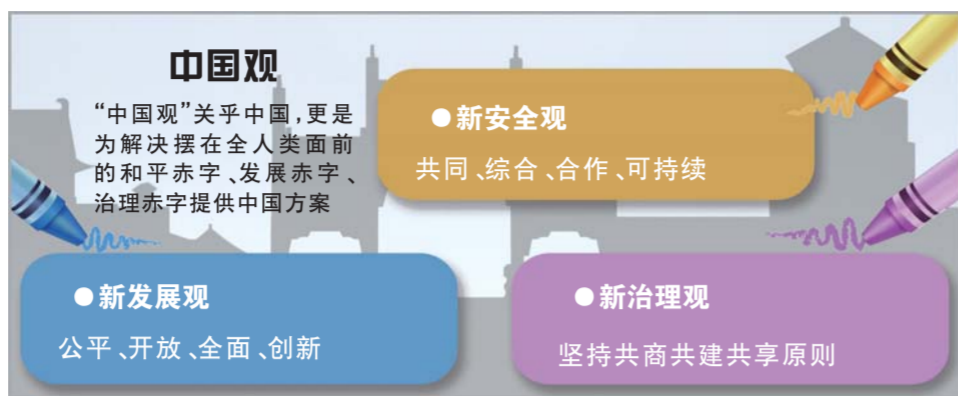 中国观
“中国观”关乎中国,更是
为解决摆在全人类面前
的和平赤字、发展赤字、
治理赤字提供中国方案
●新安全观
共同、综合、合作、可持续
●新发展观
公平、开放、全面、创新
●新治理观
坚持共商共建共享原则